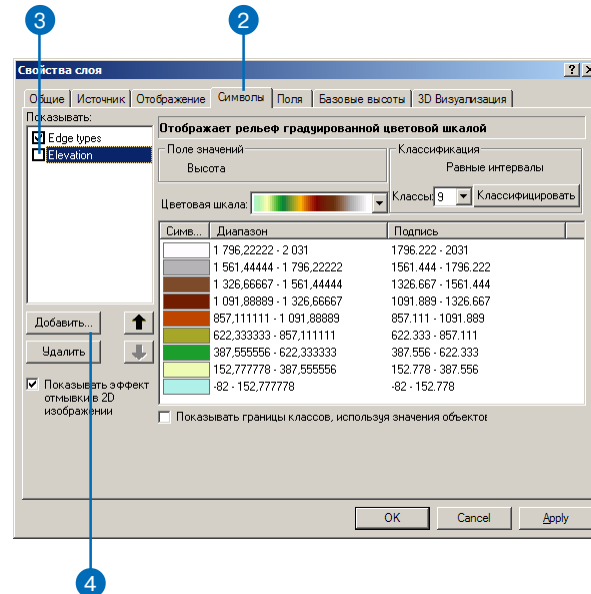 3
2
Свойства слоя
Общие Источник Отображение Символы Поля Базовые высоты 3D Визуализация
Показывать:
Edge types
Elevation
Добавить...
Удалить
Показывать эффект
отмывки в 2D
изображении
Отображает рельеф градуированной цветовой шкалой
Поле значений
Высота
Классификация
Равные интервалы
Классы: 9 Классифицировать
Цветовая шкала:
Симв... Диапазон Подпись
1 796,22222 - 2 031 1796.222 - 2031
1 561,44444 - 1 796,22222 1561.444 - 1796.222
1 326,66667 - 1 561,44444 1326.667 - 1561.444
1 091,88889 - 1 326,66667 1091.889 - 1326.667
857,111111 - 1 091,88889 857.111 - 1091.889
622,333333 - 857,111111 622.333 - 857.111
387,555556 - 622,333333 387.556 - 622.333
152,777778 - 387,555556 152.778 - 387.556
-82 - 152,777778 -82 - 152.778
Показывать границы классов, используя значения объектов
OK Cancel Apply
4